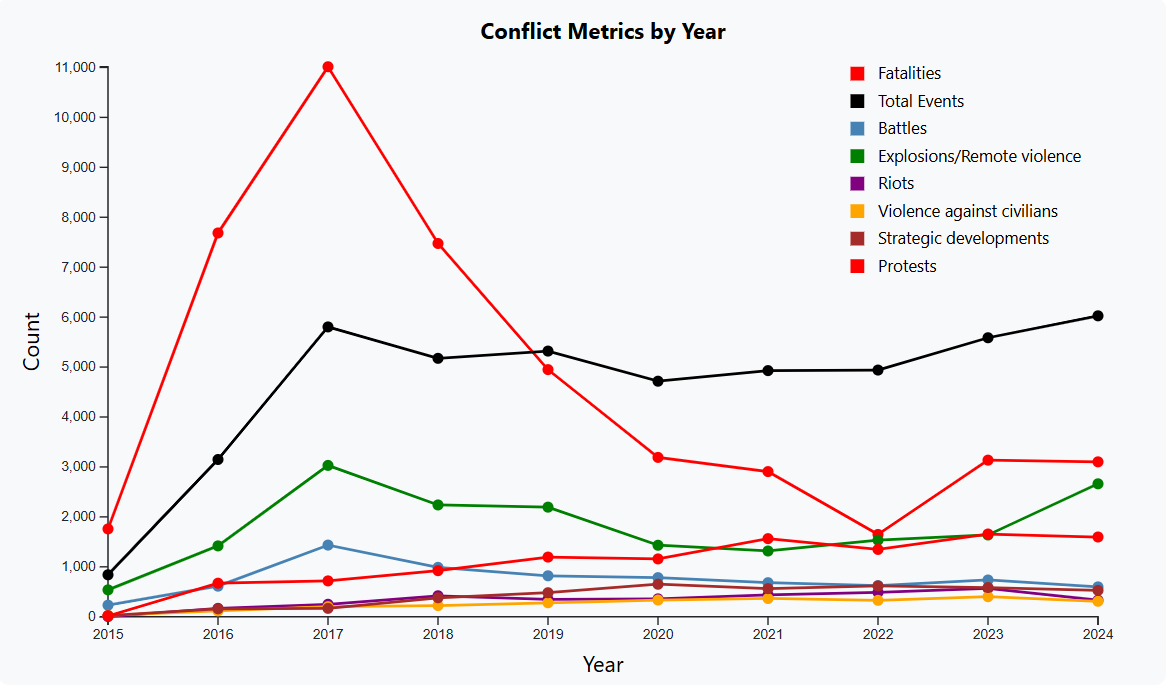 Conflict Metrics by Year
Fatalities
Total Events
Battles
Explosions/Remote violence
Riots
Violence against civilians
Strategic developments
Protests
11,000
10,000
9,000
8,000
7,000
6,000
5,000
4,000
3,000
2,000
1,000
0
Count
2015 2016 2017 2018 2019 2020 2021 2022 2023 2024
Year